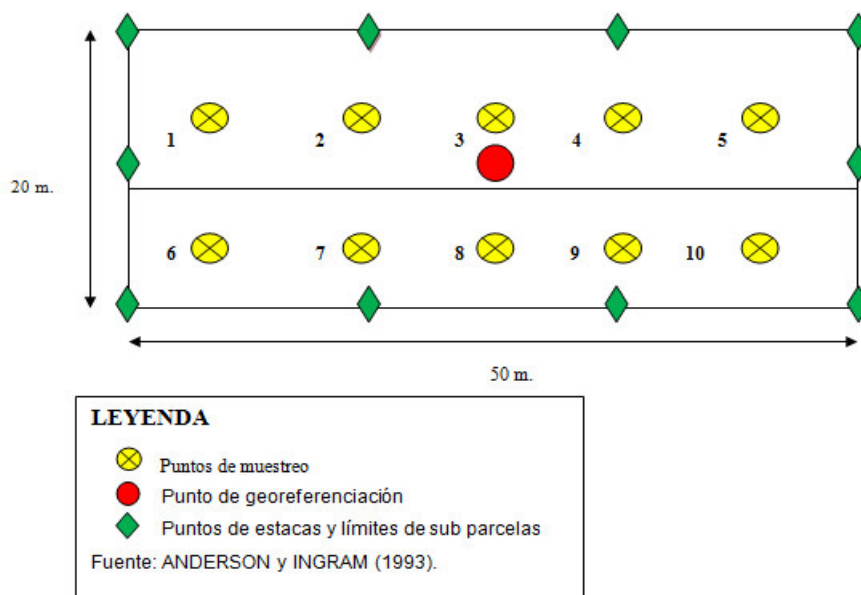 1 2 3 4 5
20 m.
6 7 8 9 10
50 m.
LEYENDA
Puntos de muestreo
Punto de georeferenciación
Puntos de estacas y límites de sub parcelas
Fuente: ANDERSON y INGRAM (1993).